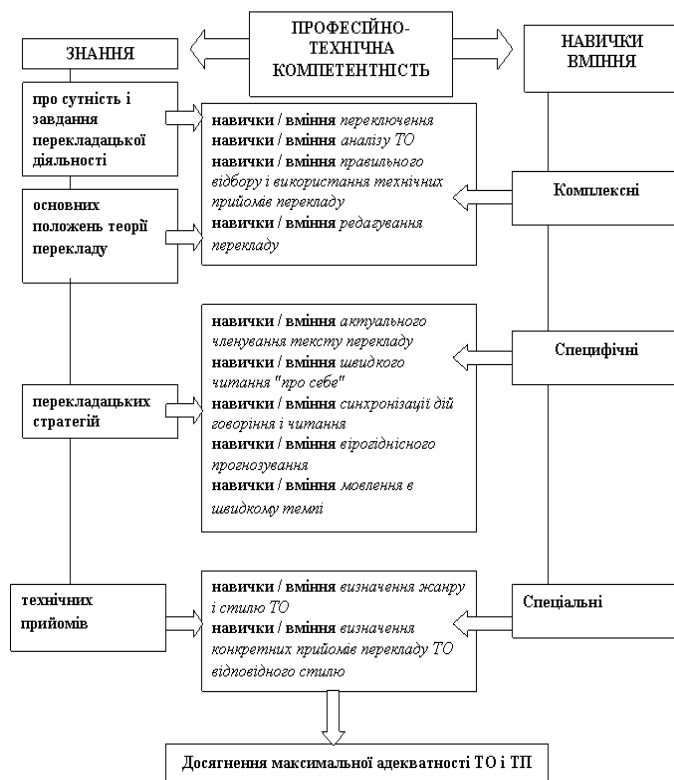 ПРОФЕСІЙНО-
ТЕХНІЧНА
КОМПЕТЕНТНІСТЬ
ЗНАННЯ
НАВИЧКИ
ВМІННЯ
про сутність і
завдання
перекладацької
діяльності
основних
положень теорії
перекладу
навички / вміння переключення
навички / вміння аналізу ТО
навички / вміння правильного
відбору і використання технічних
прийомів перекладу
навички / вміння редагування
перекладу
Комплексні
перекладацьких
стратегій
навички / вміння актуального
членування тексту перекладу
навички / вміння швидкого
читання "про себе"
навички / вміння синхронізації дій
говоріння і читання
навички / вміння вірогіднісного
прогнозування
навички / вміння мовлення в
швидкому темпі
Специфічні
технічних
прийомів
навички / вміння визначення жанру
і стилю ТО
навички / вміння визначення
конкретних прийомів перекладу ТО
відповідного стилю
Спеціальні
Досягнення максимальної адекватності ТО і ТП